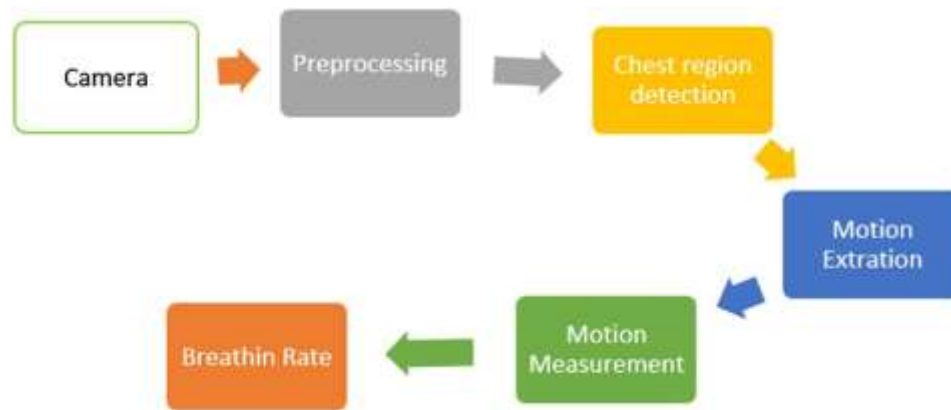 Camera
Preprocessing
Chest region
detection
Motion
Extration
Motion
Measurement
Breathin Rate